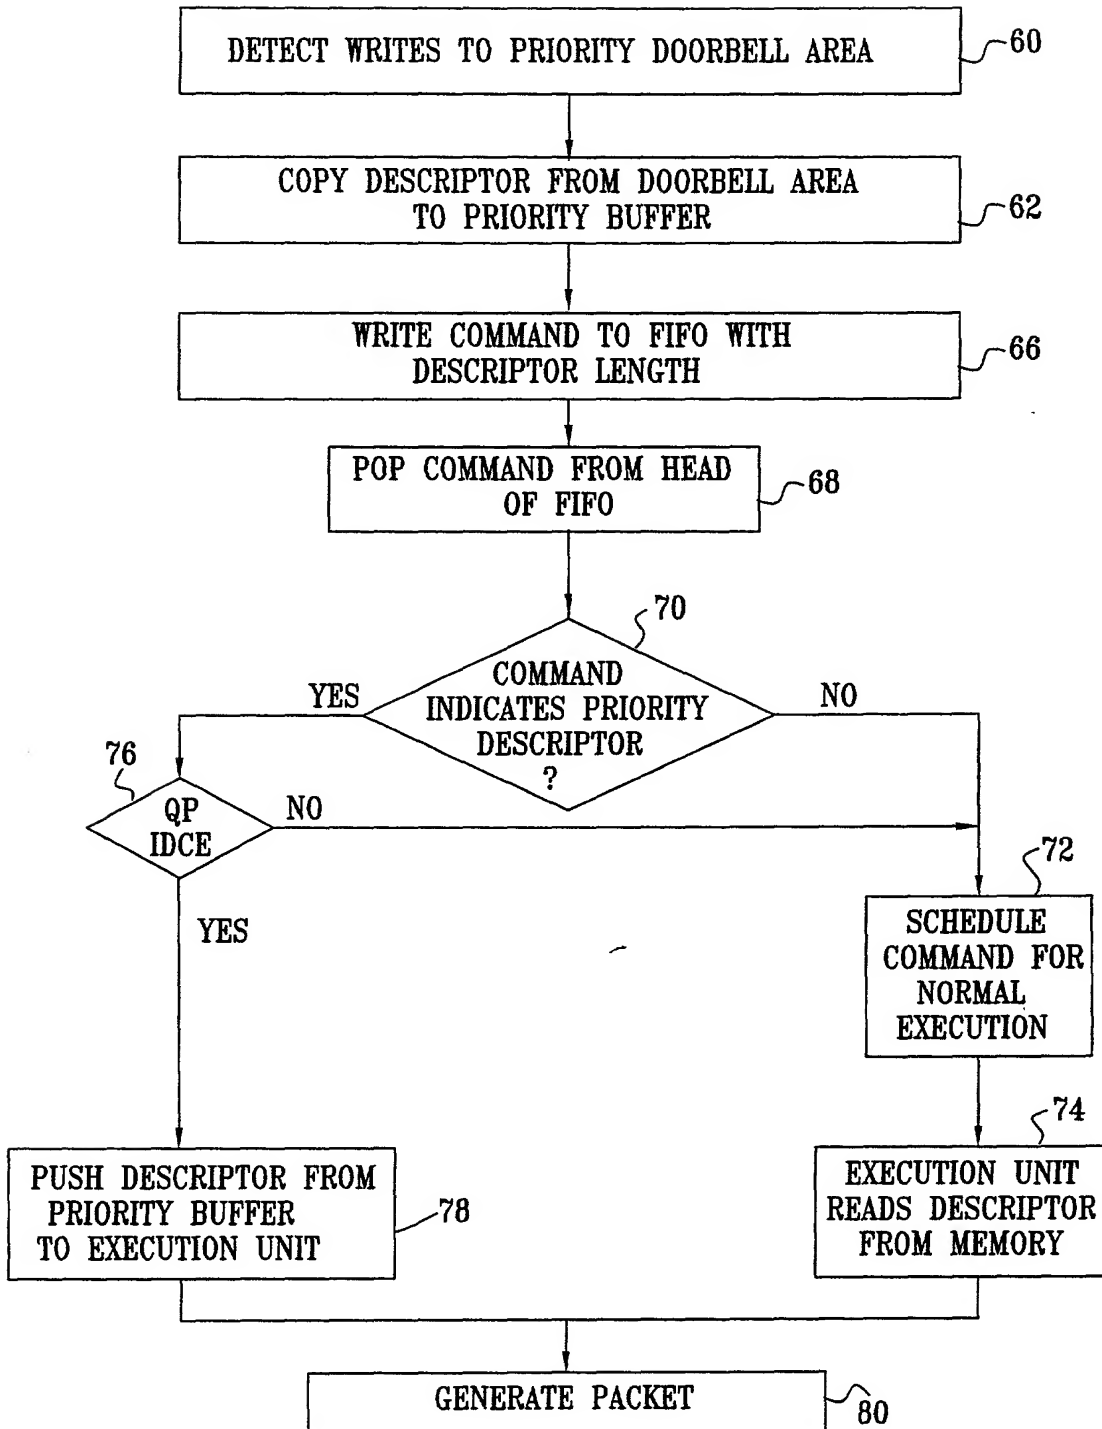 DETECT WRITES TO PRIORITY DOORBELL AREA
60
COPY DESCRIPTOR FROM DOORBELL AREA
TO PRIORITY BUFFER
62
WRITE COMMAND TO FIFO WITH
DESCRIPTOR LENGTH
66
POP COMMAND FROM HEAD
OF FIFO
68
70
COMMAND
INDICATES PRIORITY
DESCRIPTOR
?
YES
NO
76
QP
IDCE
NO
YES
72
SCHEDULE
COMMAND FOR
NORMAL
EXECUTION
74
EXECUTION UNIT
READS DESCRIPTOR
FROM MEMORY
PUSH DESCRIPTOR FROM
PRIORITY BUFFER
TO EXECUTION UNIT
78
GENERATE PACKET
80